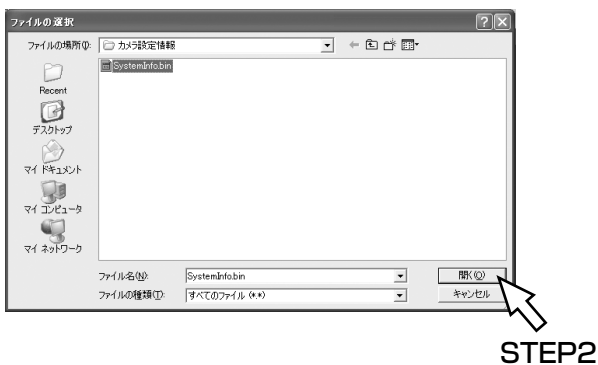 ファイルの選択
ファイルの場所(I):
カメラ設定情報
SystemInfo.bin
Recent
デスクトップ
マイ ドキュメント
マイ コンピュータ
マイ ネットワーク
ファイル名(N):
SystemInfo.bin
開く(O)
ファイルの種類(T):
すべてのファイル (*.*)
キャンセル
STEP2